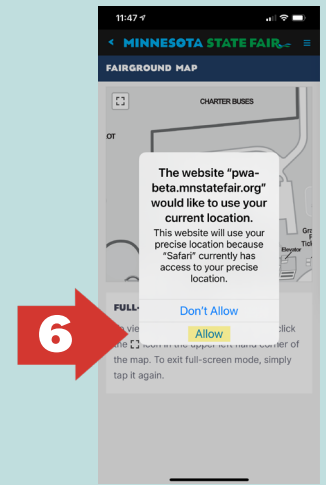 11:47
< MINNESOTA STATE FAIR
FAIRGROUND MAP
CHARTER BUSES
OT
The website “pwa-
beta.mnstatefair.org”
would like to use your
current location.
This website will use your
precise location because
“Safari” currently has
access to your precise
location.
Don't Allow
Allow
Elevator
FULL-
click
icon in the upper left hand corner of
the map. To exit full-screen mode, simply
tap it again.
6